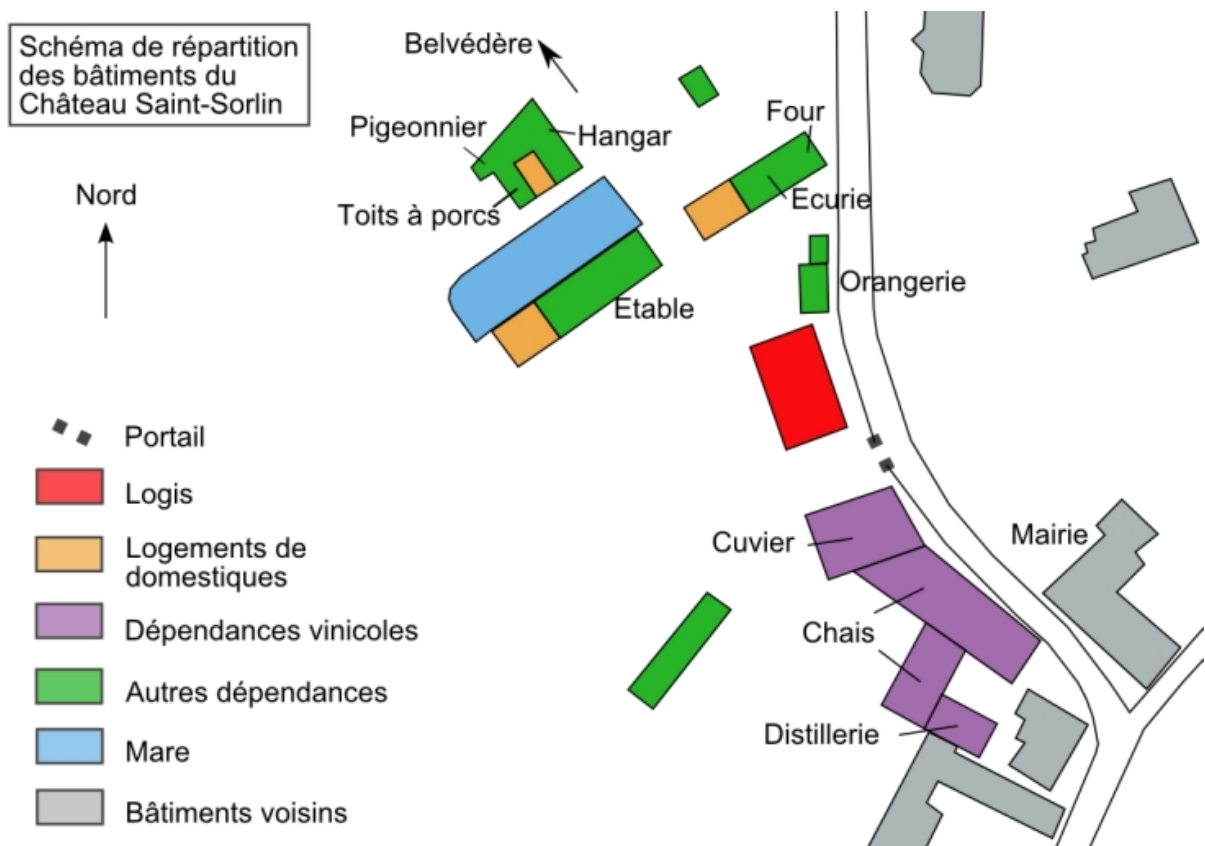 Schéma de répartition
des bâtiments du
Château Saint-Sorlin
Belvédère
Pigeonnier
Hangar
Four
Nord
Toits à porcs
Ecurie
Etable
Orangerie
Portail
Logis
Logements de
domestiques
Dépendances vinicoles
Autres dépendances
Mare
Bâtiments voisins
Cuvier
Mairie
Chais
Distillerie